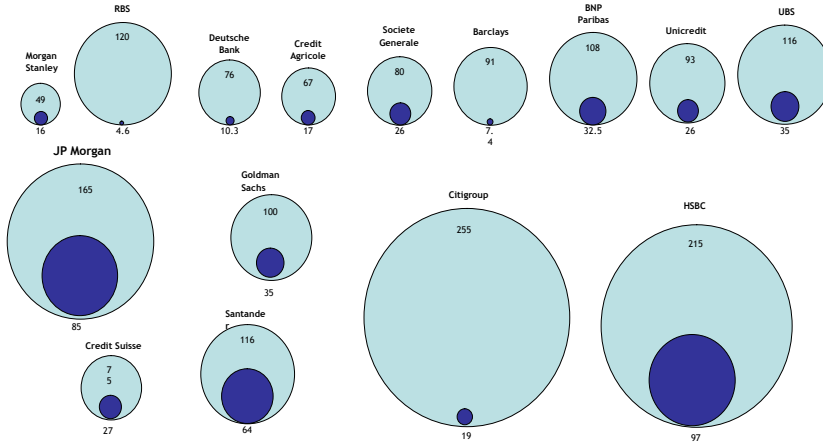 RBS
120
4.6
Morgan
Stanley
49
16
Deutsche
Bank
76
10.3
Credit
Agricole
67
17
Societe
Generale
80
26
Barclays
91
7.
4
BNP
Paribas
108
32.5
Unicredit
93
26
UBS
116
35
JP Morgan
165
85
Goldman
Sachs
100
35
Citigroup
255
19
HSBC
215
97
Credit Suisse
7
5
27
Santande
r
116
64